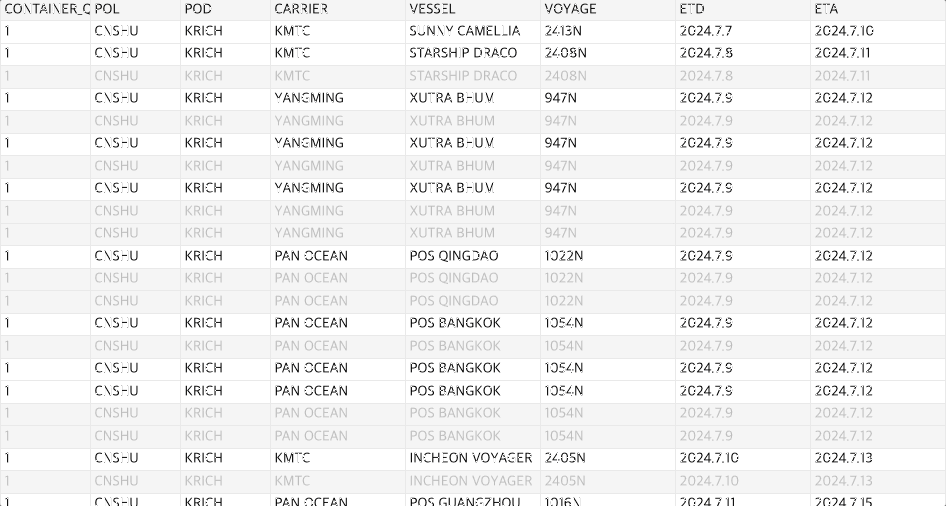 CONTAINER_Q POL POD CARRIER VESSEL VOYAGE ETD ETA
1 CNSHU KRICH KMTC SUNNY CAMELLIA 2413N 2024.7.7 2024.7.10
1 CNSHU KRICH KMTC STARSHIP DRACO 2408N 2024.7.8 2024.7.11
1 CNSHU KRICH KMTC STARSHIP DRACO 2408N 2024.7.8 2024.7.11
1 CNSHU KRICH YANGMING XUTRA BHUM 947N 2024.7.9 2024.7.12
1 CNSHU KRICH YANGMING XUTRA BHUM 947N 2024.7.9 2024.7.12
1 CNSHU KRICH YANGMING XUTRA BHUM 947N 2024.7.9 2024.7.12
1 CNSHU KRICH YANGMING XUTRA BHUM 947N 2024.7.9 2024.7.12
1 CNSHU KRICH YANGMING XUTRA BHUM 947N 2024.7.9 2024.7.12
1 CNSHU KRICH YANGMING XUTRA BHUM 947N 2024.7.9 2024.7.12
1 CNSHU KRICH YANGMING XUTRA BHUM 947N 2024.7.9 2024.7.12
1 CNSHU KRICH PAN OCEAN POS QINGDAO 1022N 2024.7.9 2024.7.12
1 CNSHU KRICH PAN OCEAN POS QINGDAO 1022N 2024.7.9 2024.7.12
1 CNSHU KRICH PAN OCEAN POS QINGDAO 1022N 2024.7.9 2024.7.12
1 CNSHU KRICH PAN OCEAN POS BANGKOK 1054N 2024.7.9 2024.7.12
1 CNSHU KRICH PAN OCEAN POS BANGKOK 1054N 2024.7.9 2024.7.12
1 CNSHU KRICH PAN OCEAN POS BANGKOK 1054N 2024.7.9 2024.7.12
1 CNSHU KRICH PAN OCEAN POS BANGKOK 1054N 2024.7.9 2024.7.12
1 CNSHU KRICH PAN OCEAN POS BANGKOK 1054N 2024.7.9 2024.7.12
1 CNSHU KRICH PAN OCEAN POS BANGKOK 1054N 2024.7.9 2024.7.12
1 CNSHU KRICH KMTC INCHEON VOYAGER 2405N 2024.7.10 2024.7.13
1 CNSHU KRICH KMTC INCHEON VOYAGER 2405N 2024.7.10 2024.7.13
1 CNSHU KRICH PAN OCEAN POS GUANGZHOU 1016N 2024.7.11 2024.7.15